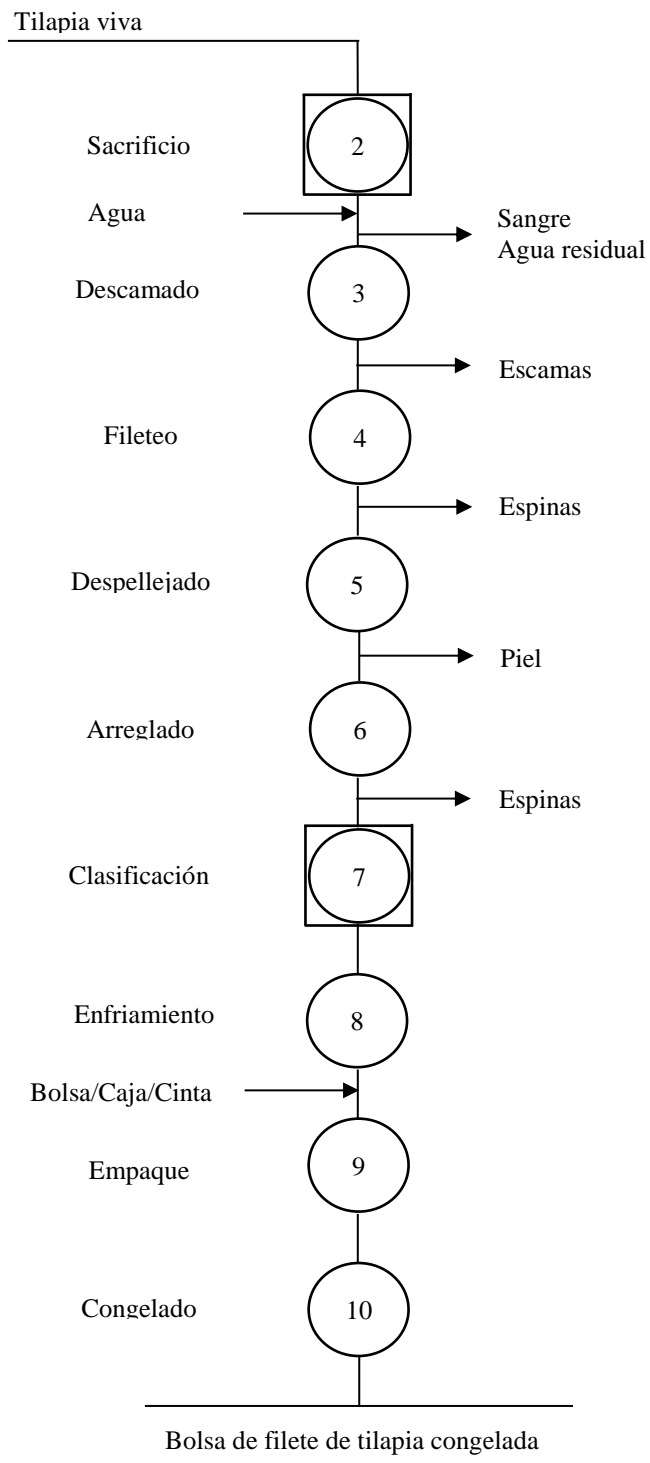 Tilapia viva
Sacrificio
2
Agua
Sangre
Agua residual
Descamado
3
Escamas
Fileteo
4
Espinas
Despellejado
5
Piel
Arreglado
6
Espinas
Clasificación
7
Enfriamiento
8
Bolsa/Caja/Cinta
Empaque
9
Congelado
10
Bolsa de filete de tilapia congelada